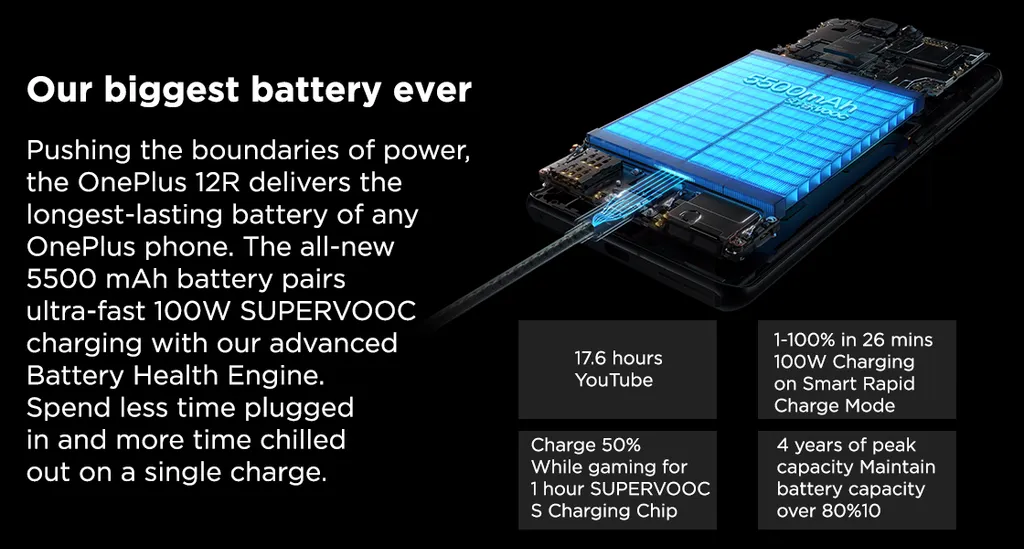 Our biggest battery ever
Pushing the boundaries of power,
the OnePlus 12R delivers the
longest-lasting battery of any
OnePlus phone. The all-new
5500 mAh battery pairs
ultra-fast 100W SUPERVOOC
charging with our advanced
Battery Health Engine.
Spend less time plugged
in and more time chilled
out on a single charge.
5500mAh
SUPERVOOC
17.6 hours
YouTube
1-100% in 26 mins
100W Charging
on Smart Rapid
Charge Mode
Charge 50%
While gaming for
1 hour SUPERVOOC
S Charging Chip
4 years of peak
capacity Maintain
battery capacity
over 80%10